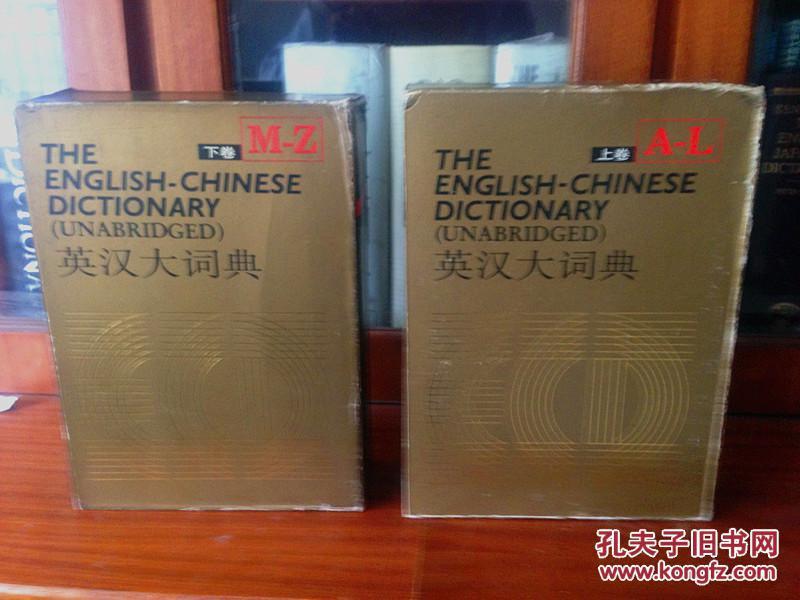 下卷
M-Z
THE
ENGLISH-CHINESE
DICTIONARY
(UNABRIDGED)
英汉大词典
上卷
A-L
THE
ENGLISH-CHINESE
DICTIONARY
(UNABRIDGED)
英汉大词典
DICTIONA
孔夫子旧书网
www.kongfz.com